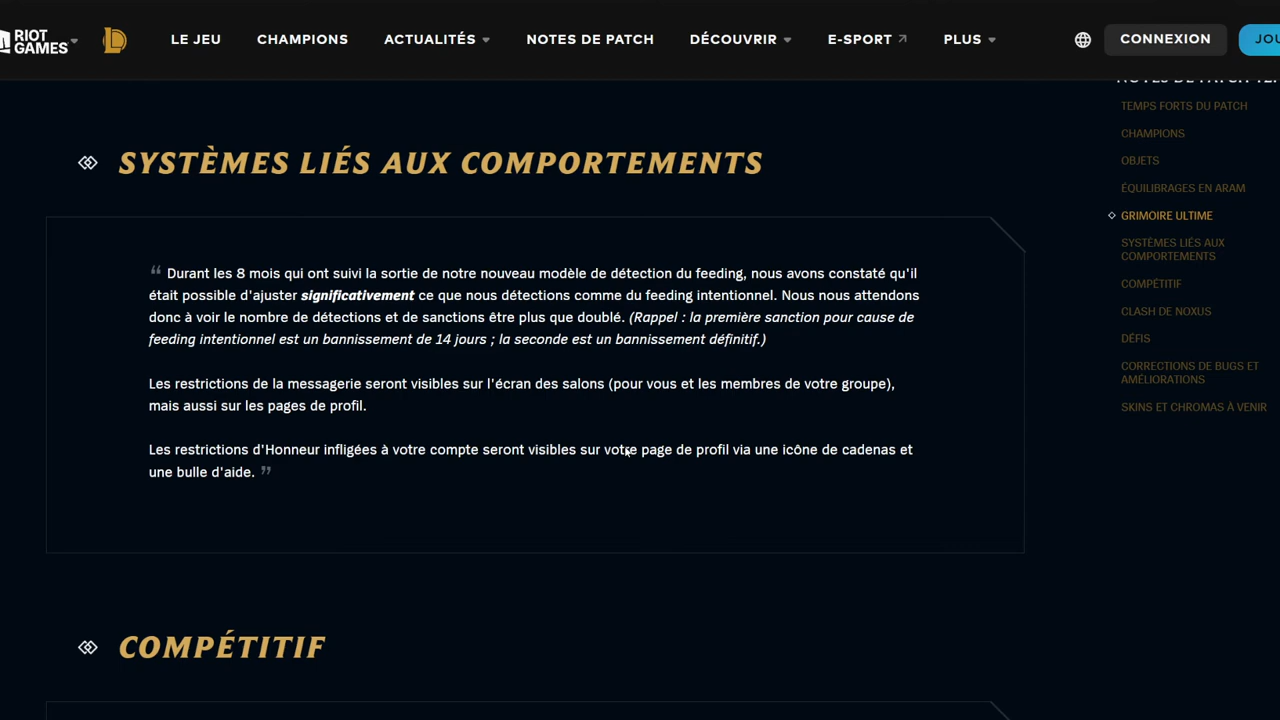 RIOT GAMES
LE JEU
CHAMPIONS
ACTUALITÉS
NOTES DE PATCH
DÉCOUVRIR
E-SPORT
PLUS
CONNEXION
SYSTÈMES LIÉS AUX COMPORTEMENTS
“ Durant les 8 mois qui ont suivi la sortie de notre nouveau modèle de détection du feeding, nous avons constaté qu'il
était possible d'ajuster significativement ce que nous détections comme du feeding intentionnel. Nous nous attendons
donc à voir le nombre de détections et de sanctions être plus que doublé. (Rappel : la première sanction pour cause de
feeding intentionnel est un bannissement de 14 jours ; la seconde est un bannissement définitif.)
Les restrictions de la messagerie seront visibles sur l'écran des salons (pour vous et les membres de votre groupe),
mais aussi sur les pages de profil.
Les restrictions d'Honneur infligées à votre compte seront visibles sur votre page de profil via une icône de cadenas et
une bulle d'aide. ”
COMPÉTITIF
NOTES DE PATCH
TEMPS FORTS DU PATCH
CHAMPIONS
OBJETS
ÉQUILIBRAGES EN ARAM
GRIMOIRE ULTIME
SYSTÈMES LIÉS AUX
COMPORTEMENTS
COMPÉTITIF
CLASH DE NOXUS
DÉFIS
CORRECTIONS DE BUGS ET
AMÉLIORATIONS
SKINS ET CHROMAS À VENIR